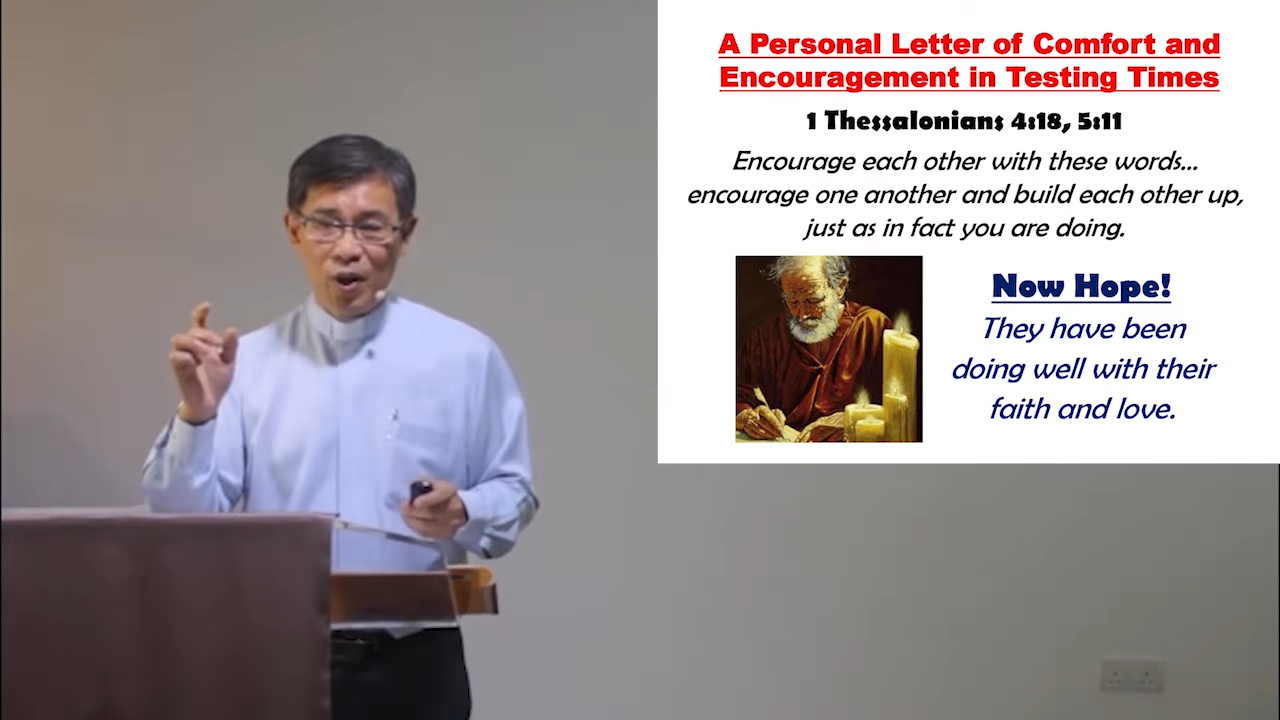 A Personal Letter of Comfort and
Encouragement in Testing Times
1 Thessalonians 4:18, 5:11
Encourage each other with these words...
encourage one another and build each other up,
just as in fact you are doing.
Now Hope!
They have been
doing well with their
faith and love.